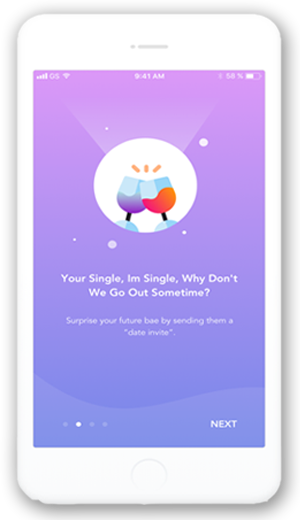 OS 9:41 AM 58 %
Your Single, Im Single, Why Don't
We Go Out Sometime?
Surprise your future bae by sending them a
"date invite".
NEXT